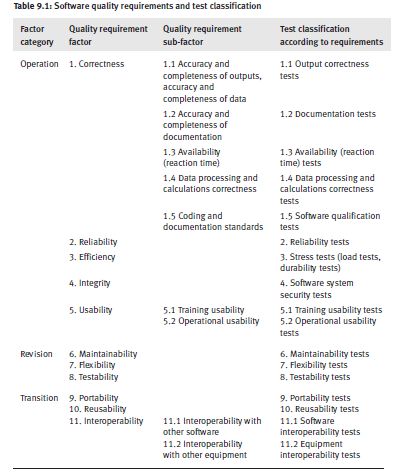 Table 9.1: Software quality requirements and test classification
Factor category
Quality requirement factor
Quality requirement sub-factor
Test classification according to requirements
Operation
1. Correctness
1.1 Accuracy and
completeness of outputs,
accuracy and
completeness of data
1.1 Output correctness
tests
1.2 Accuracy and
completeness of
documentation
1.2 Documentation tests
1.3 Availability
(reaction time)
1.3 Availability (reaction
time) tests
1.4 Data processing and
calculations correctness
1.4 Data processing and
calculations correctness
tests
1.5 Coding and
documentation standards
1.5 Software qualification
tests
2. Reliability
2. Reliability tests
3. Efficiency
3. Stress tests (load tests,
durability tests)
4. Integrity
4. Software system
security tests
5. Usability
5.1 Training usability
5.2 Operational usability
5.1 Training usability tests
5.2 Operational usability
tests
Revision
6. Maintainability
6. Maintainability tests
7. Flexibility
7. Flexibility tests
8. Testability
8. Testability tests
Transition
9. Portability
9. Portability tests
10. Reusability
10. Reusability tests
11. Interoperability
11.1 Interoperability with
other software
11.1 Software
interoperability tests
11.2 Interoperability
with other equipment
11.2 Equipment
interoperability tests